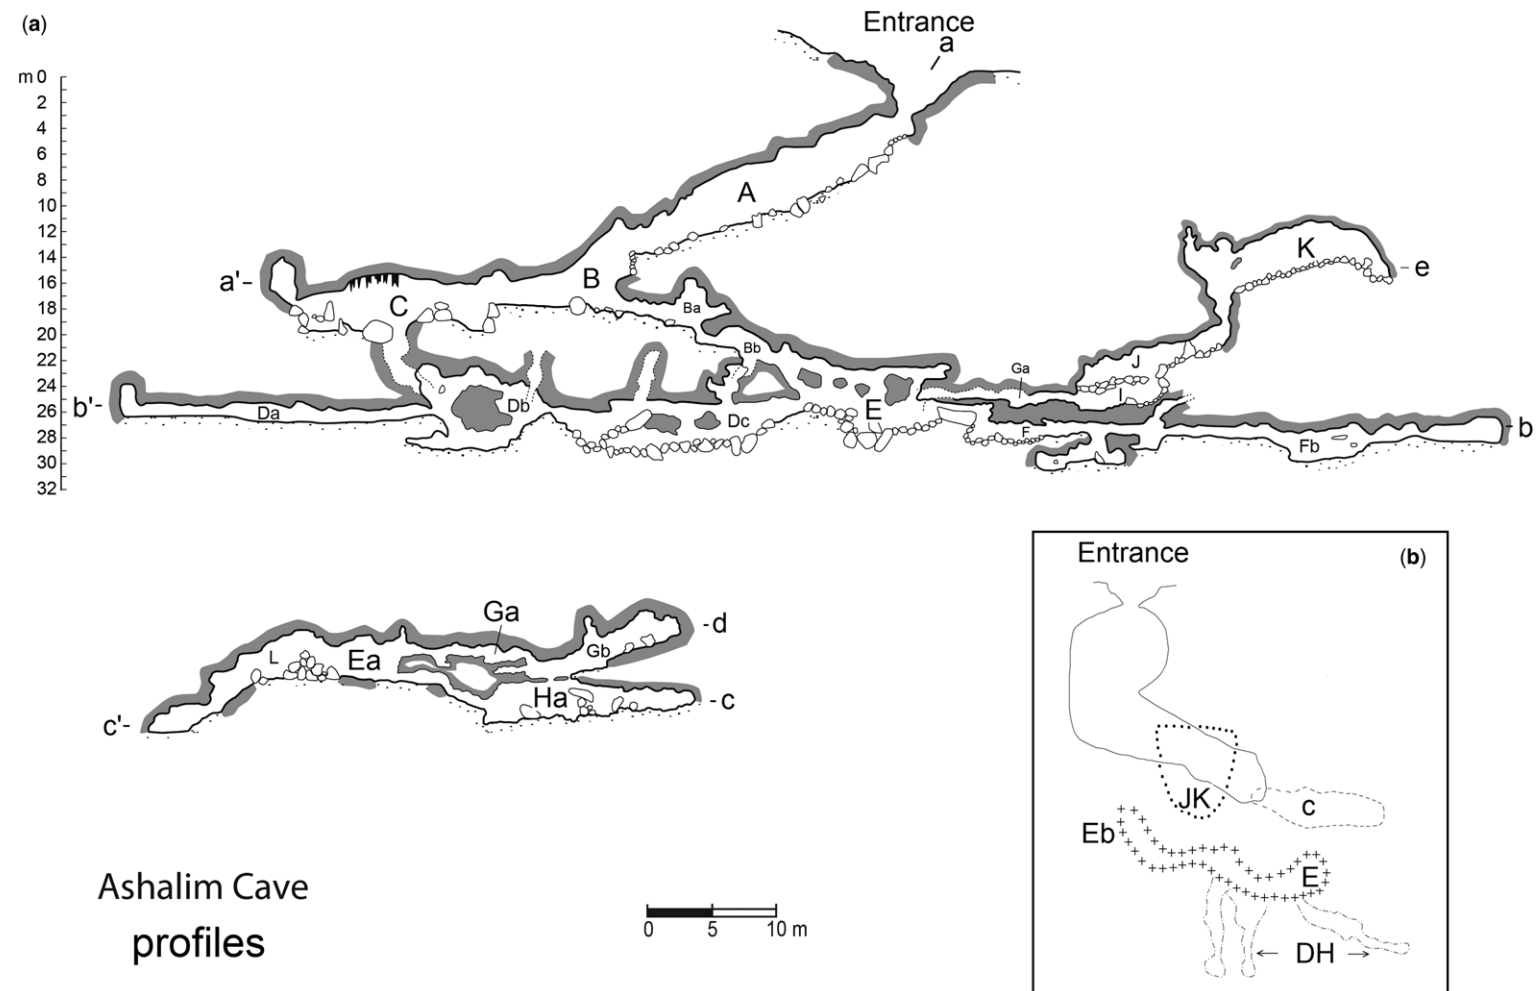 (a)
Entrance
a
m 0
2
4
6
8
10
12
14
16
18
20
22
24
26
28
30
32
A
B
C
a'-
Ba
Bb
K
- e
J
I
Ga
b'-
Da
Db
Dc
E
F
Fb
- b
Ga
- d
L
Ea
Gb
Ha
- c
c'-
Ashalim Cave
profiles
0 5 10 m
Entrance
(b)
JK
c
Eb
E
DH